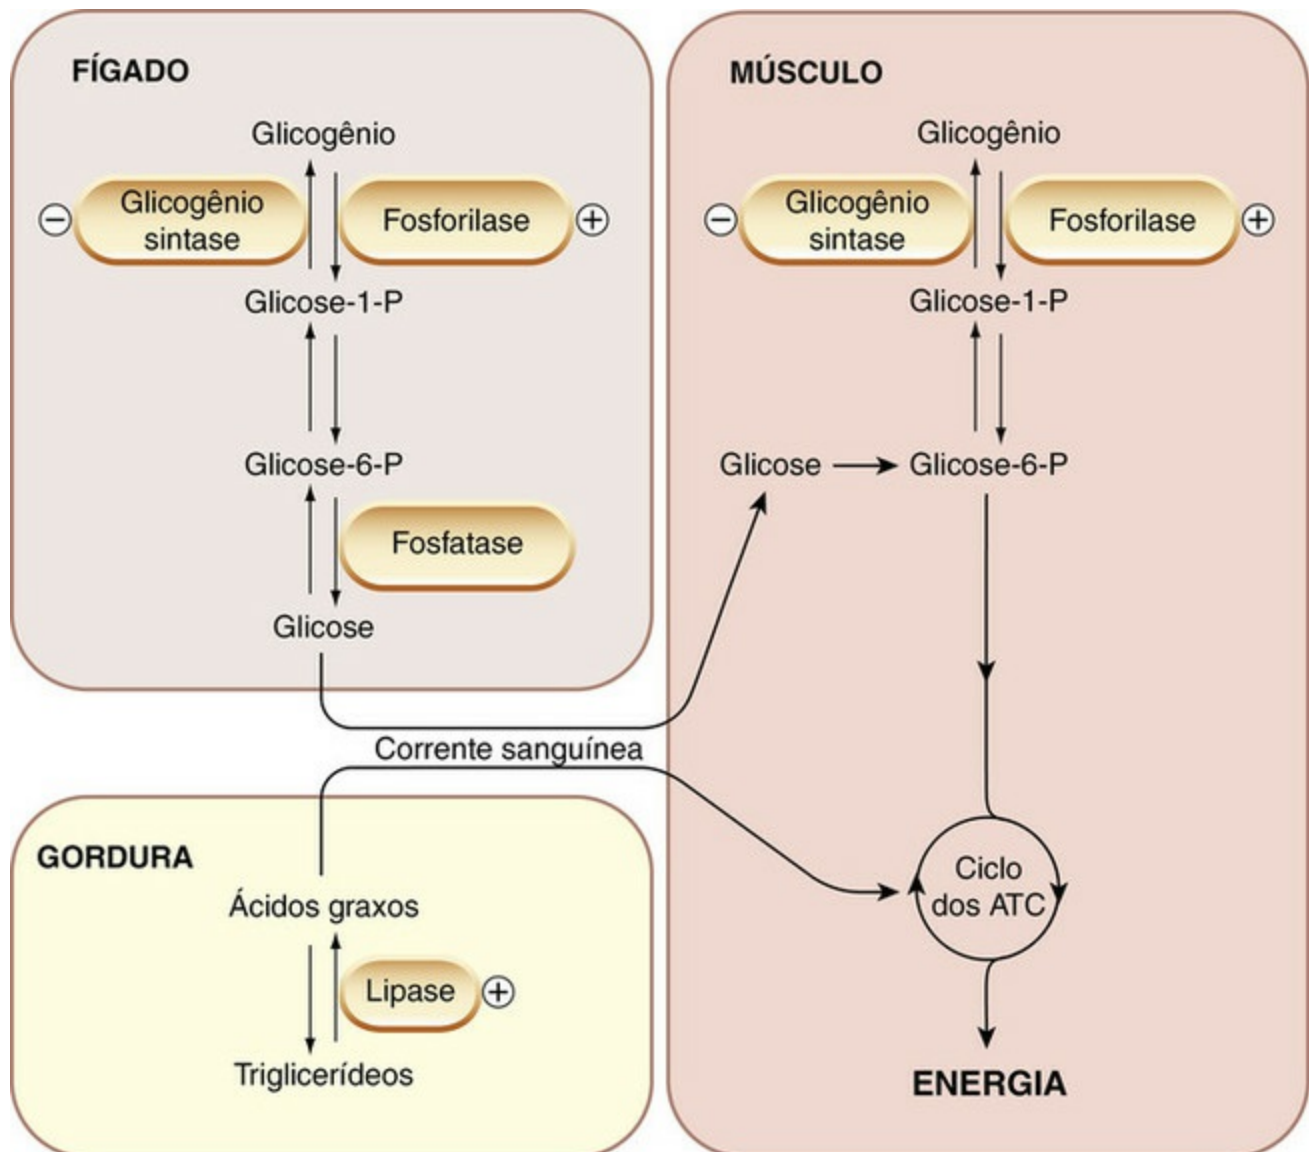 FÍGADO
Glicogênio
−
Glicogênio
sintase
Fosforilase
+
Glicose-1-P
Glicose-6-P
Fosfatase
Glicose
MÚSCULO
Glicogênio
−
Glicogênio
sintase
Fosforilase
+
Glicose-1-P
Glicose
Glicose-6-P
Corrente sanguínea
GORDURA
Ácidos graxos
Lipase
+
Triglicerídeos
Ciclo
dos ATC
ENERGIA